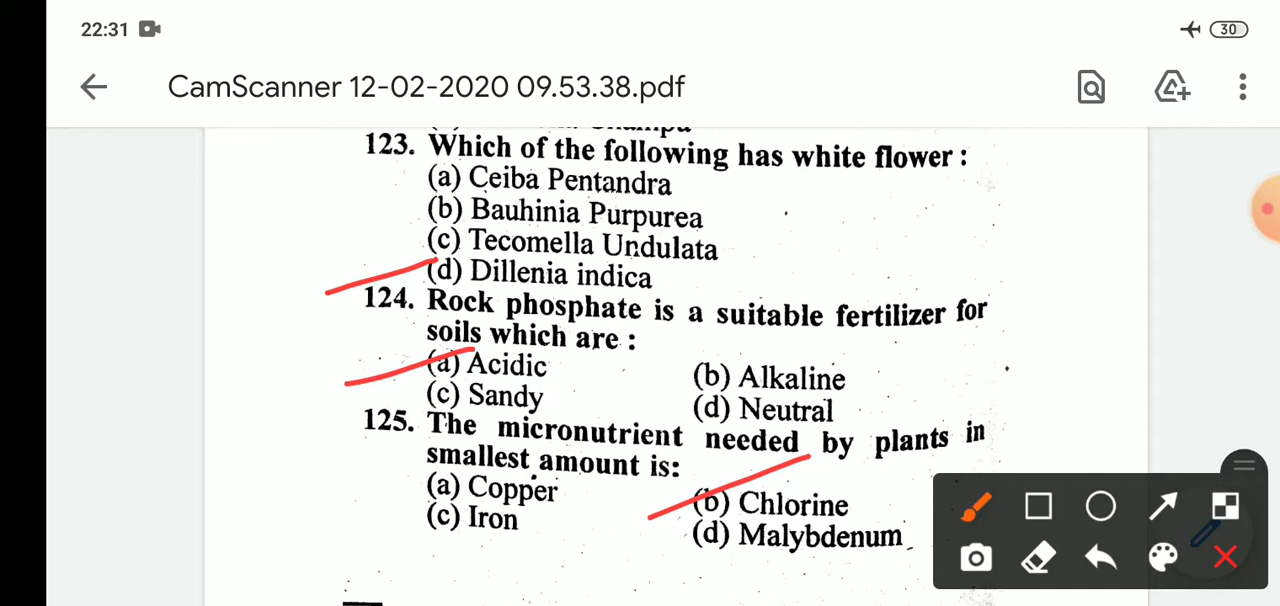 22:31
30
CamScanner 12-02-2020 09.53.38.pdf
123. Which of the following has white flower :
(a) Ceiba Pentandra
(b) Bauhinia Purpurea
(c) Tecomella Undulata
(d) Dillenia indica
124. Rock phosphate is a suitable fertilizer for
soils which are :
(a) Acidic (b) Alkaline
(c) Sandy (d) Neutral
125. The micronutrient needed by plants in
smallest amount is:
(a) Copper (b) Chlorine
(c) Iron (d) Malybdenum